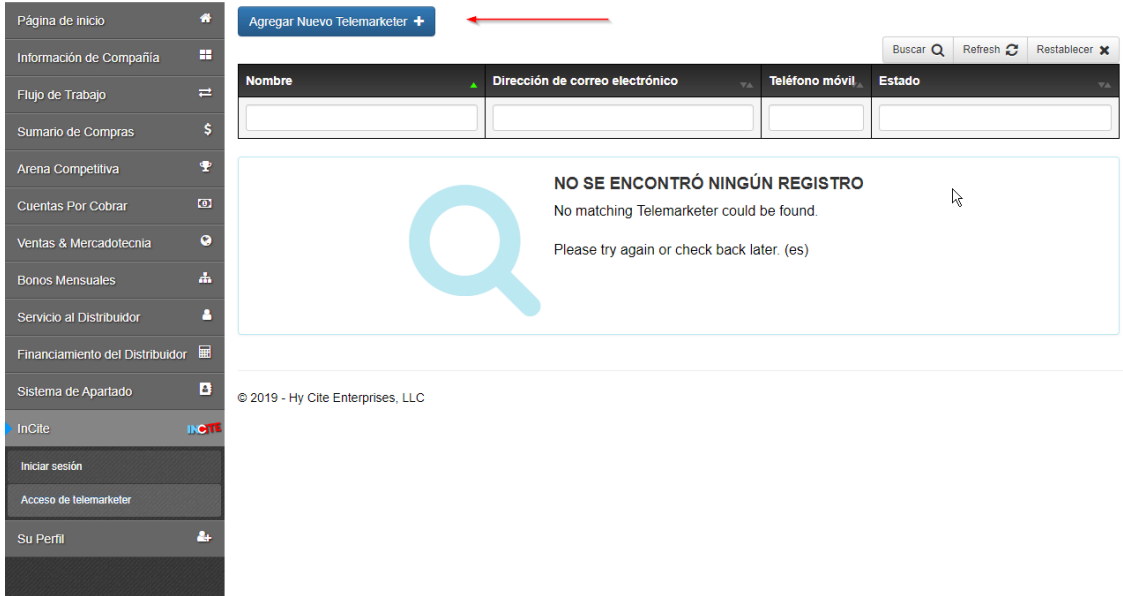 Página de inicio
Información de Compañía
Flujo de Trabajo
Sumario de Compras
Arena Competitiva
Cuentas Por Cobrar
Ventas & Mercadotecnia
Bonos Mensuales
Servicio al Distribuidor
Financiamiento del Distribuidor
Sistema de Apartado
InCite INCITE
Iniciar sesión
Acceso de telemarketer
Su Perfil
Agregar Nuevo Telemarketer +
Buscar Refresh Restablecer
Nombre Dirección de correo electrónico Teléfono móvil Estado
NO SE ENCONTRÓ NINGÚN REGISTRO
No matching Telemarketer could be found.
Please try again or check back later. (es)
© 2019 - Hy Cite Enterprises, LLC